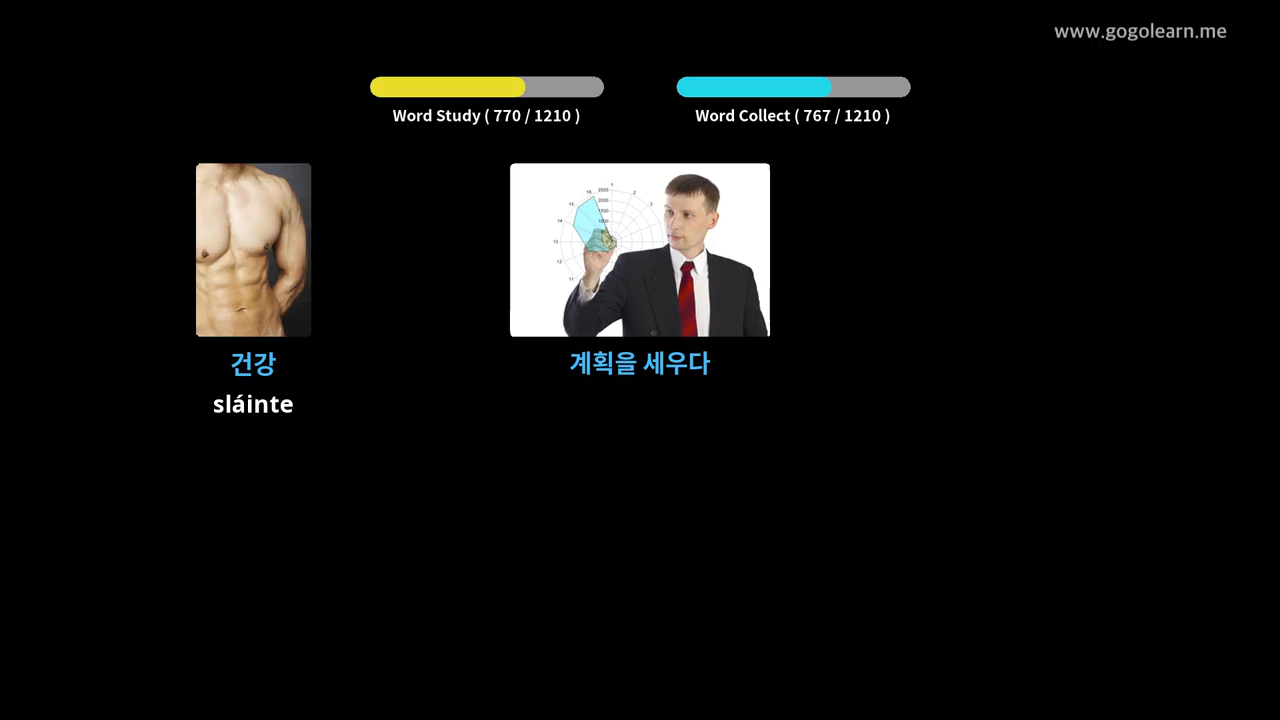 www.gogolearn.me
Word Study ( 770 / 1210 )
Word Collect ( 767 / 1210 )
건강
sláinte
계획을 세우다